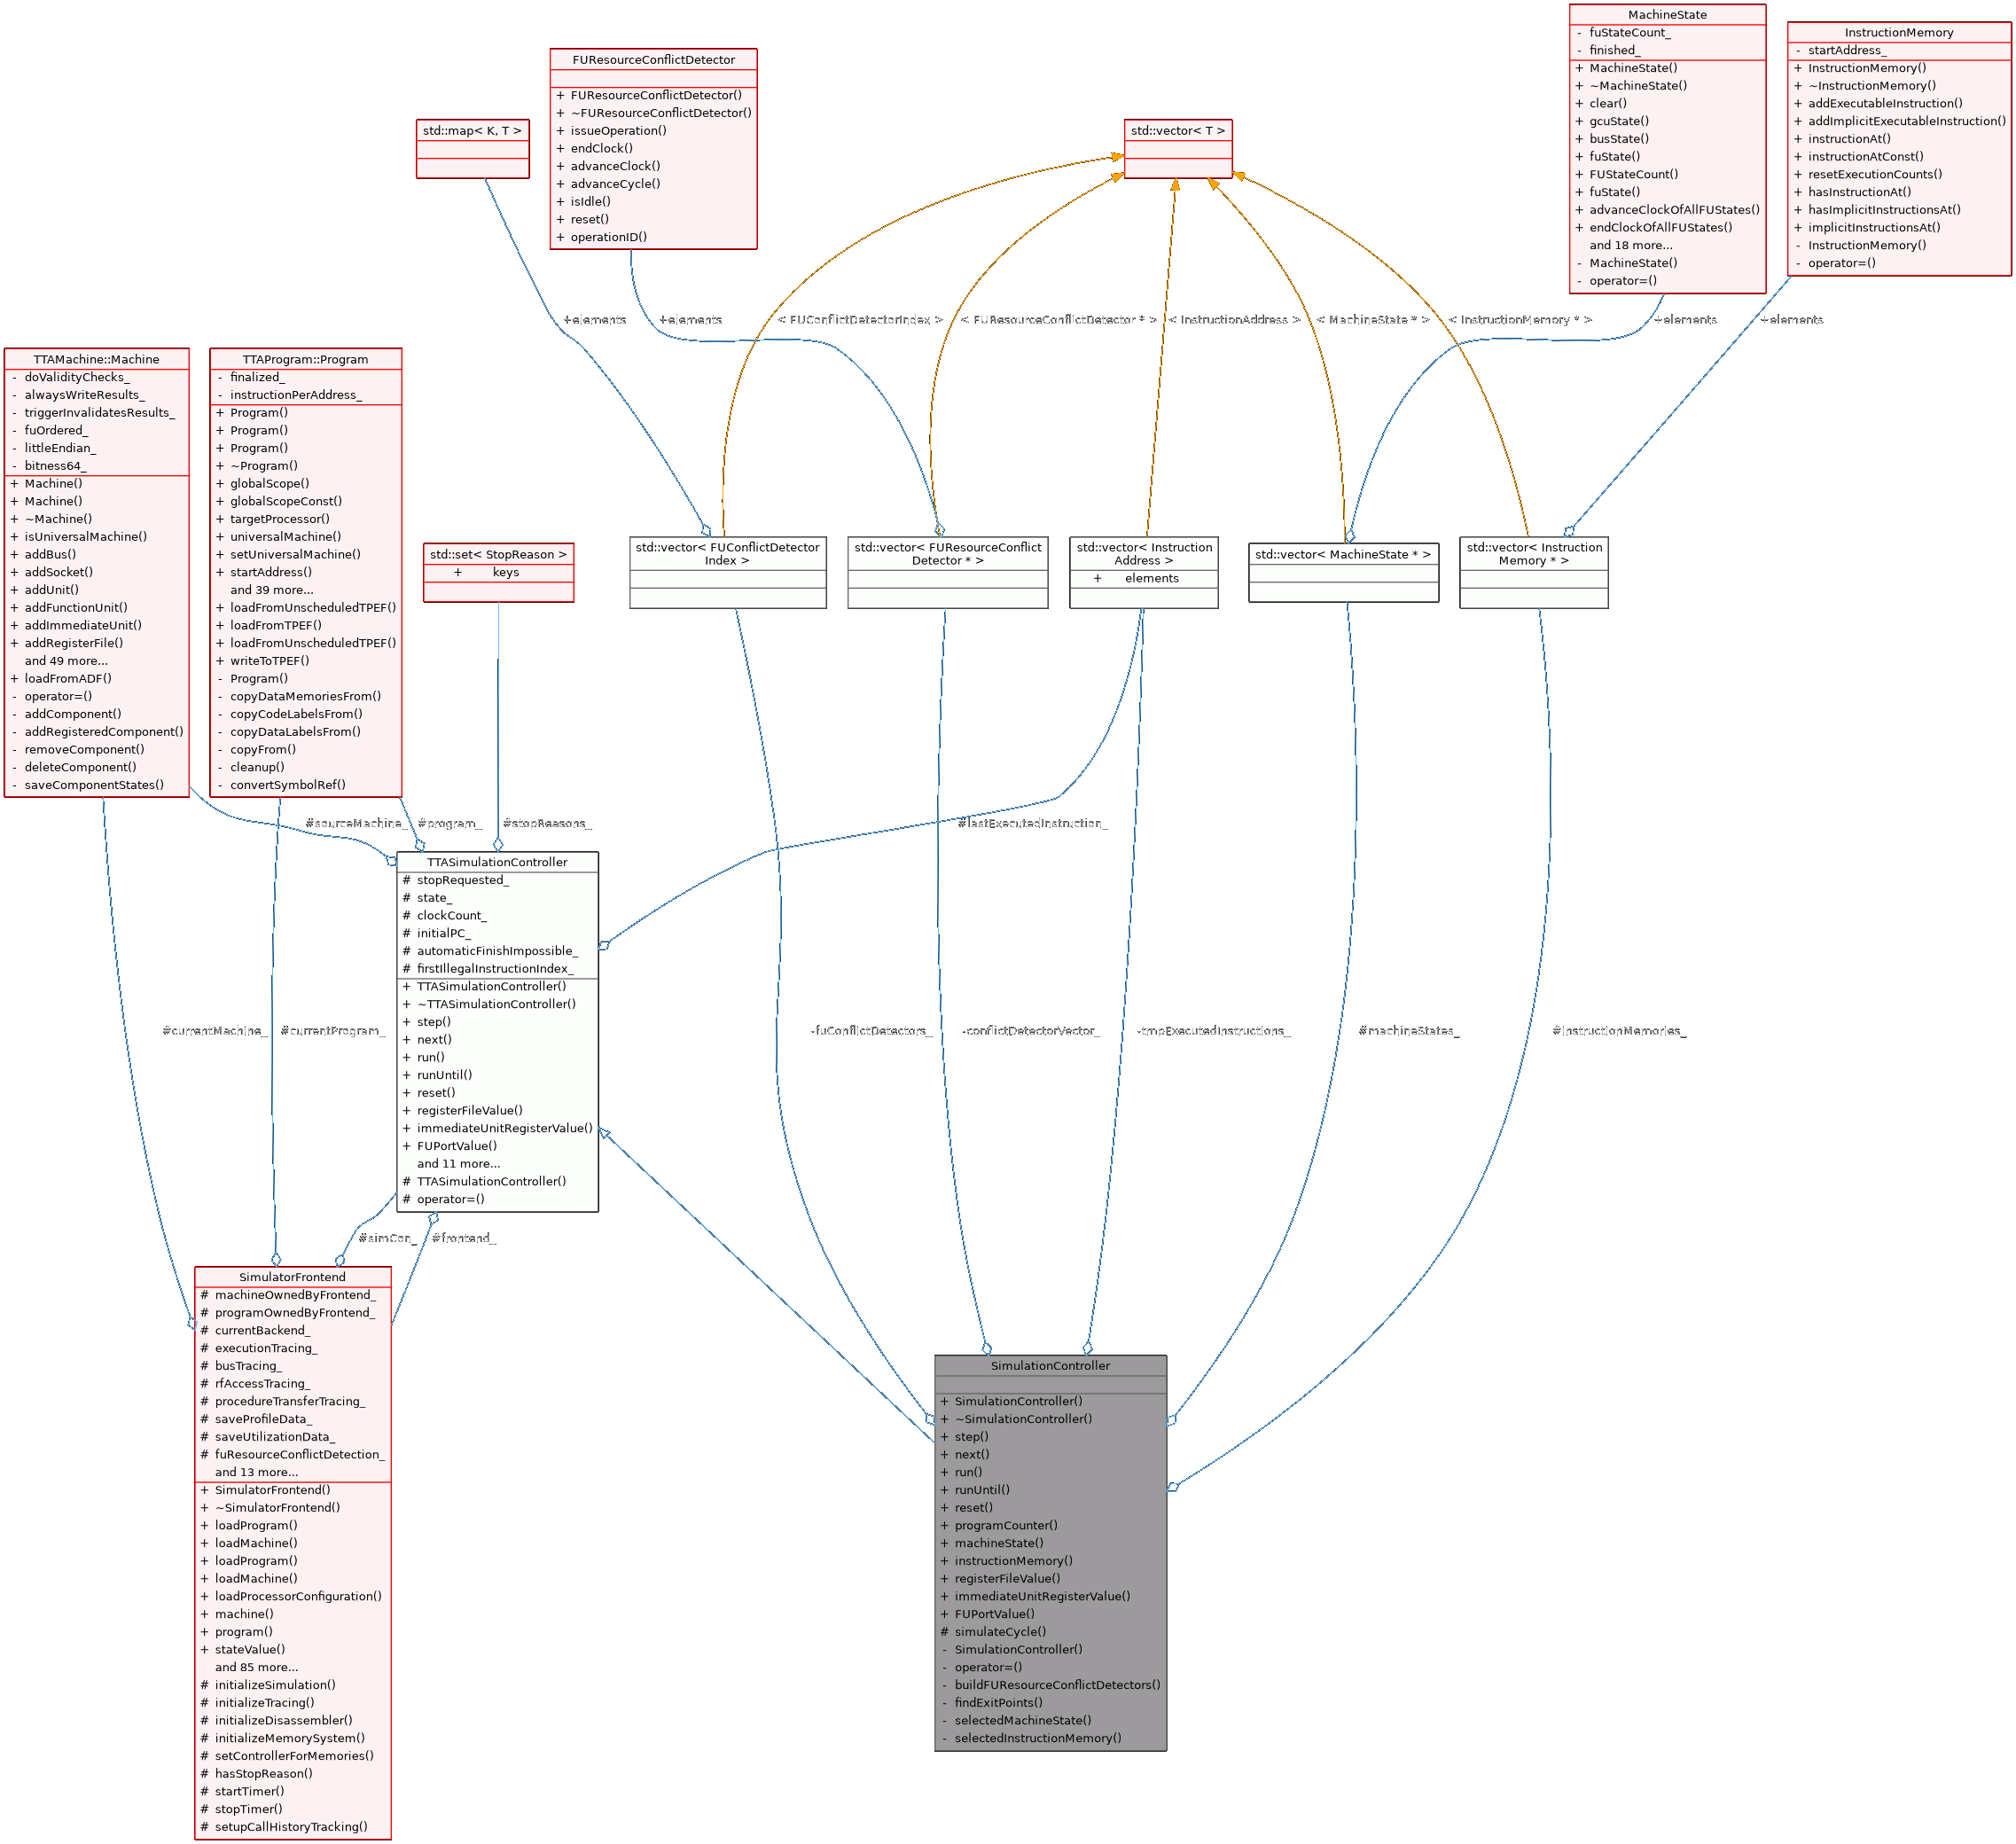 MachineState
- fuStateCount_
- finished_
+ MachineState()
+ ~MachineState()
+ clear()
+ gcuState()
+ busState()
+ fuState()
+ FUStateCount()
+ fuState()
+ advanceClockOfAllFUStates()
+ endClockOfAllFUStates()
and 18 more...
- MachineState()
- operator=()
InstructionMemory
- startAddress_
+ InstructionMemory()
+ ~InstructionMemory()
+ addExecutableInstruction()
+ addImplicitExecutableInstruction()
+ instructionAt()
+ instructionAtConst()
+ resetExecutionCounts()
+ hasInstructionAt()
+ hasImplicitInstructionsAt()
+ implicitInstructionsAt()
- InstructionMemory()
- operator=()
FUResourceConflictDetector
+ FUResourceConflictDetector()
+ ~FUResourceConflictDetector()
+ issueOperation()
+ endClock()
+ advanceClock()
+ advanceCycle()
+ isIdle()
+ reset()
+ operationID()
std::map< K, T >
std::vector< T >
+elements
+elements
< FUConflictDetectorIndex >
< FUResourceConflictDetector * >
< InstructionAddress >
< MachineState * >
< InstructionMemory * >
+elements
+elements
TTAMachine::Machine
- doValidityChecks_
- alwaysWriteResults_
- triggerInvalidatesResults_
- fuOrdered_
- littleEndian_
- bitness64_
+ Machine()
+ Machine()
+ ~Machine()
+ isUniversalMachine()
+ addBus()
+ addSocket()
+ addUnit()
+ addFunctionUnit()
+ addImmediateUnit()
+ addRegisterFile()
and 49 more...
+ loadFromADF()
- operator=()
- addComponent()
- addRegisteredComponent()
- removeComponent()
- deleteComponent()
- saveComponentStates()
TTAProgram::Program
- finalized_
- instructionPerAddress_
+ Program()
+ Program()
+ Program()
+ ~Program()
+ globalScope()
+ globalScopeConst()
+ targetProcessor()
+ universalMachine()
+ setUniversalMachine()
+ startAddress()
and 39 more...
+ loadFromUnscheduledTPEF()
+ loadFromTPEF()
+ loadFromUnscheduledTPEF()
+ writeToTPEF()
- Program()
- copyDataMemoriesFrom()
- copyCodeLabelsFrom()
- copyDataLabelsFrom()
- copyFrom()
- cleanup()
- convertSymbolRef()
std::set< StopReason >
+ keys
std::vector< FUConflictDetector
Index >
std::vector< FUResourceConflict
Detector * >
std::vector< Instruction
Address >
+ elements
std::vector< MachineState * >
std::vector< Instruction
Memory * >
#sourceMachine_
#program_
#stopReasons_
#lastExecutedInstruction_
TTASimulationController
# stopRequested_
# state_
# clockCount_
# initialPC_
# automaticFinishImpossible_
# firstIllegalInstructionIndex_
+ TTASimulationController()
+ ~TTASimulationController()
+ step()
+ next()
+ run()
+ runUntil()
+ reset()
+ registerFileValue()
+ immediateUnitRegisterValue()
+ FUPortValue()
and 11 more...
# TTASimulationController()
# operator=()
#currentMachine_
#currentProgram_
-fuConflictDetectors_
-conflictDetectorVector_
-tmpExecutedInstructions_
#machineStates_
#instructionMemories_
#simCon_
#frontend_
SimulatorFrontend
# machineOwnedByFrontend_
# programOwnedByFrontend_
# currentBackend_
# executionTracing_
# busTracing_
# rfAccessTracing_
# procedureTransferTracing_
# saveProfileData_
# saveUtilizationData_
# fuResourceConflictDetection_
and 13 more...
+ SimulatorFrontend()
+ ~SimulatorFrontend()
+ loadProgram()
+ loadMachine()
+ loadProgram()
+ loadMachine()
+ loadProcessorConfiguration()
+ machine()
+ program()
+ stateValue()
and 85 more...
# initializeSimulation()
# initializeTracing()
# initializeDisassembler()
# initializeMemorySystem()
# setControllerForMemories()
# hasStopReason()
# startTimer()
# stopTimer()
# setupCallHistoryTracking()
SimulationController
+ SimulationController()
+ ~SimulationController()
+ step()
+ next()
+ run()
+ runUntil()
+ reset()
+ programCounter()
+ machineState()
+ instructionMemory()
+ registerFileValue()
+ immediateUnitRegisterValue()
+ FUPortValue()
# simulateCycle()
- SimulationController()
- operator=()
- buildFUResourceConflictDetectors()
- findExitPoints()
- selectedMachineState()
- selectedInstructionMemory()